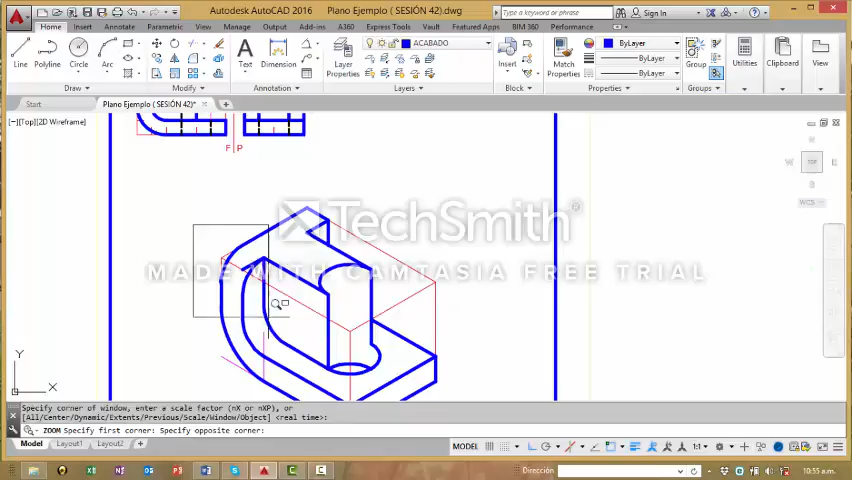 Autodesk AutoCAD 2016 Plano Ejemplo ( SESIÓN 42).dwg
Type a keyword or phrase
Sign In
Home Insert Annotate Parametric View Manage Output Add-ins A360 Express Tools Featured Apps BIM 360 Performance
ACABADO
ByLayer
ByLayer
ByLayer
Line Polyline Circle Arc
Text Dimension
Layer Properties
Insert
Match Properties
Group
Utilities
Clipboard
View
Draw Modify Annotation Layers Block Properties Groups
Start Plano Ejemplo ( SESIÓN 42)*
[−][Top][2D Wireframe]
F P
W TOP E
S
WCS
TechSmith
MADE WITH CAMTASIA FREE TRIAL
Y
X
Specify corner of window, enter a scale factor (nX or nXP), or
[All/Center/Dynamic/Extents/Previous/Scale/Window/Object] <real time>:
ZOOM Specify first corner: Specify opposite corner:
Model Layout1 Layout2 +
MODEL
1:1
Dirección
10:55 a.m.